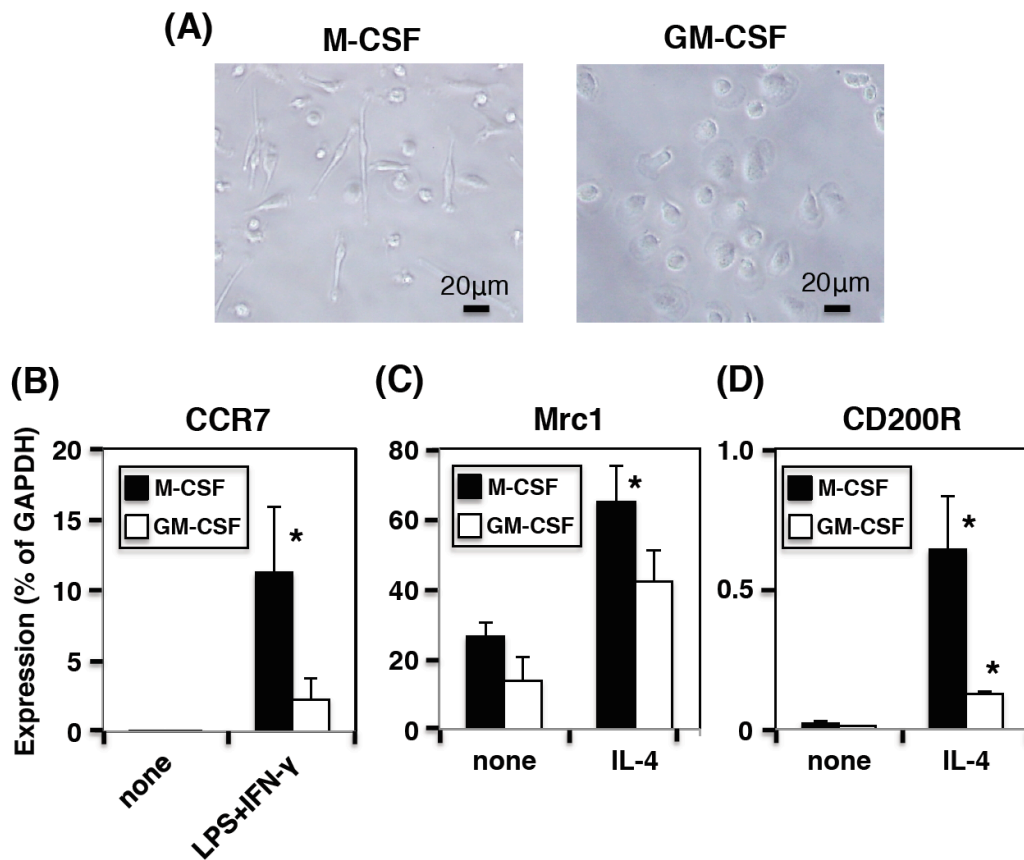 (A)
M-CSF
GM-CSF
20μm
20μm
(B)
(C)
(D)
CCR7
Mrc1
CD200R
Expression (% of GAPDH)
20
15
10
5
0
M-CSF
GM-CSF
*
none
LPS+IFN-γ
80
60
40
20
0
M-CSF
GM-CSF
*
none
IL-4
1.0
0.5
0
M-CSF
GM-CSF
*
*
none
IL-4